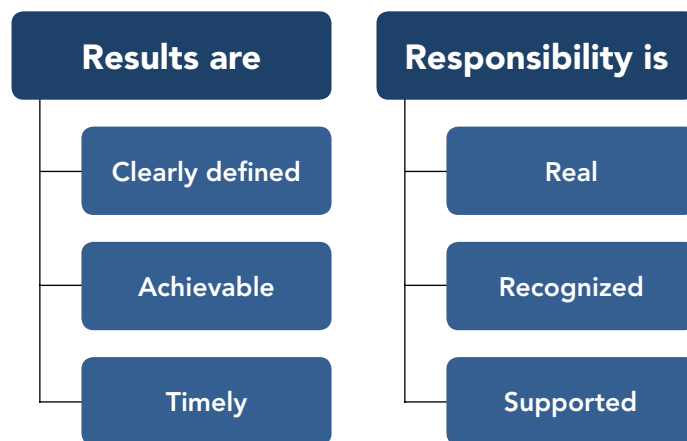 Results are
Clearly defined
Achievable
Timely
Responsibility is
Real
Recognized
Supported